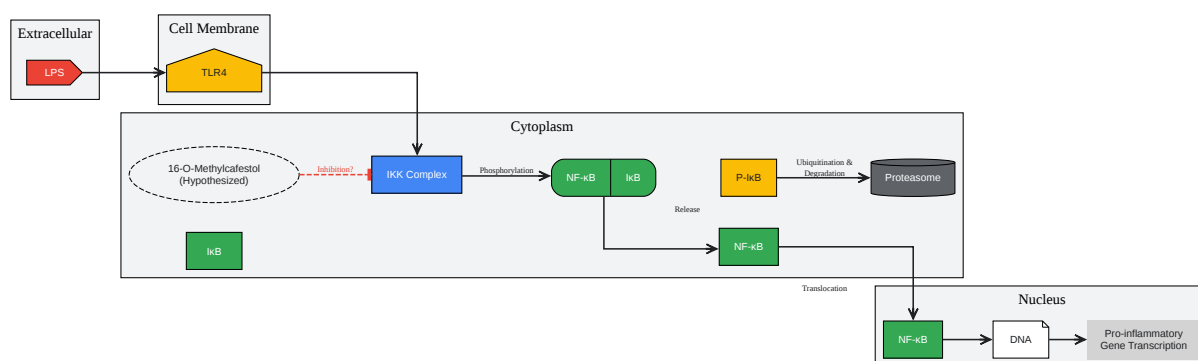 Extracellular
Cell Membrane
LPS
TLR4
Cytoplasm
16-O-Methylcafestol
(Hypothesized)
Inhibition?
IKK Complex
Phosphorylation
NF-κB
IκB
P-IκB
Ubiquitination &
Degradation
Proteasome
Release
IκB
NF-κB
Translocation
Nucleus
NF-κB
DNA
Pro-inflammatory
Gene Transcription